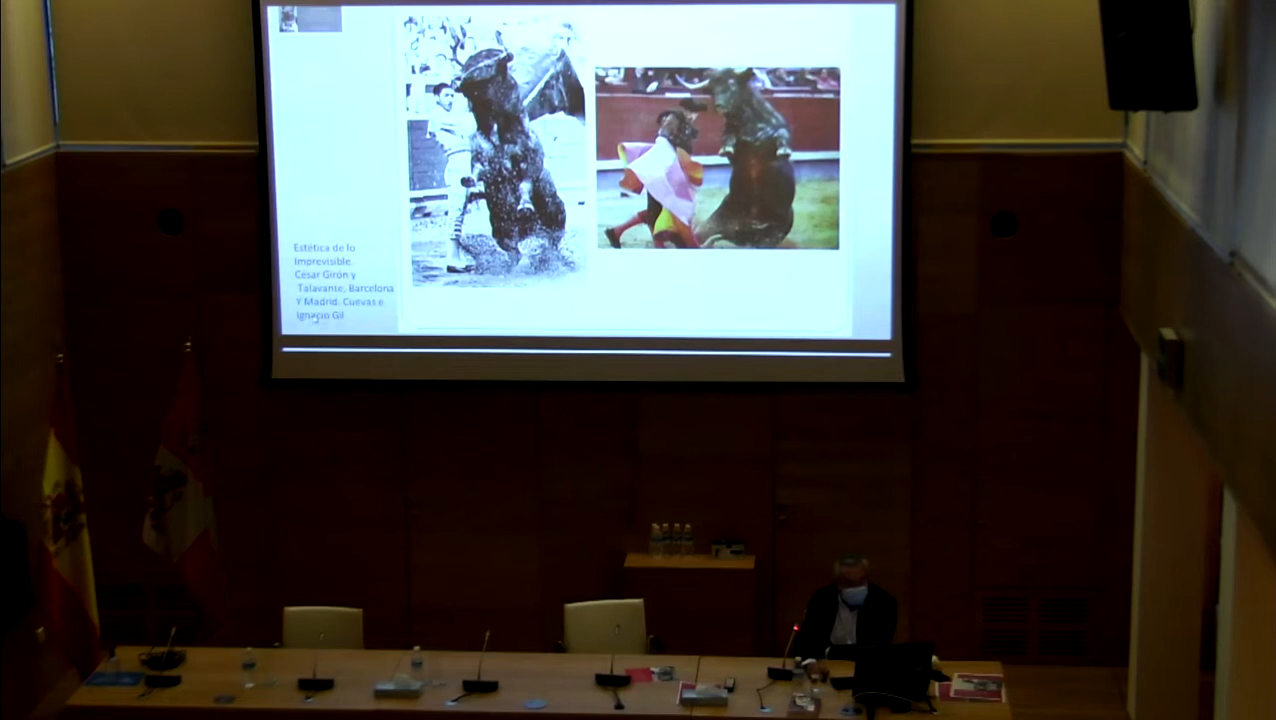 Estética de lo
Imprevisible.
César Girón y
Talavante, Barcelona
Y Madrid. Cuevas e
Ignacio Gil